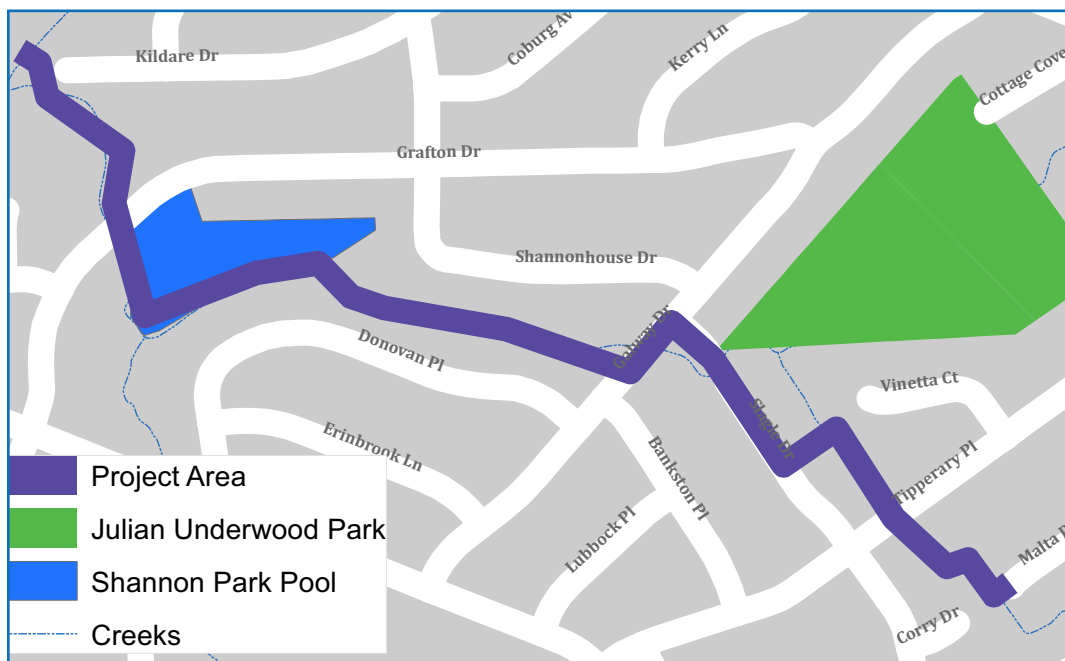 Kildare Dr
Coburg Av
Kerry Ln
Cottage Cove
Grafton Dr
Shannonhouse Dr
Galway Dr
Donovan Pl
Vinetta Ct
Slagle Dr
Erinbrook Ln
Bankston Pl
Tipperary Pl
Lubbock Pl
Malta
Corry Dr
Project Area
Julian Underwood Park
Shannon Park Pool
Creeks